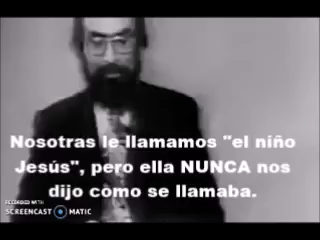 Nosotras le llamamos "el niño
Jesús", pero ella NUNCA nos
dijo como se llamaba.
RECORDED WITH
SCREENCAST MATIC